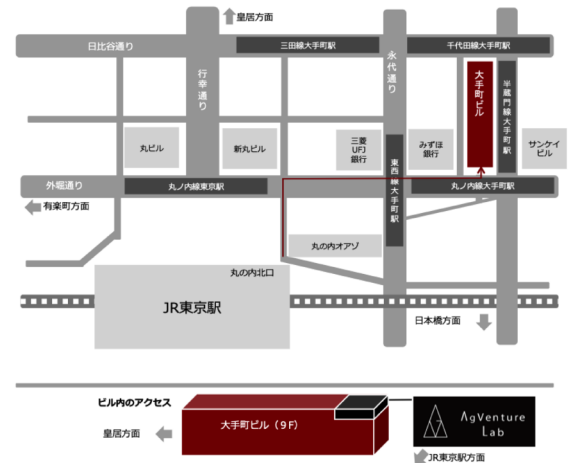 皇居方面
日比谷通り
三田線大手町駅
千代田線大手町駅
行幸通り
永代通り
大手町ビル
半蔵門線大手町駅
丸ビル
新丸ビル
三菱
UFJ
銀行
東西線大手町駅
みずほ
銀行
サンケイ
ビル
外堀通り
丸ノ内線東京駅
丸ノ内線大手町駅
有楽町方面
丸の内オアゾ
丸の内北口
JR東京駅
日本橋方面
ビル内のアクセス
大手町ビル（9F）
皇居方面
AgVenture
Lab
JR東京駅方面